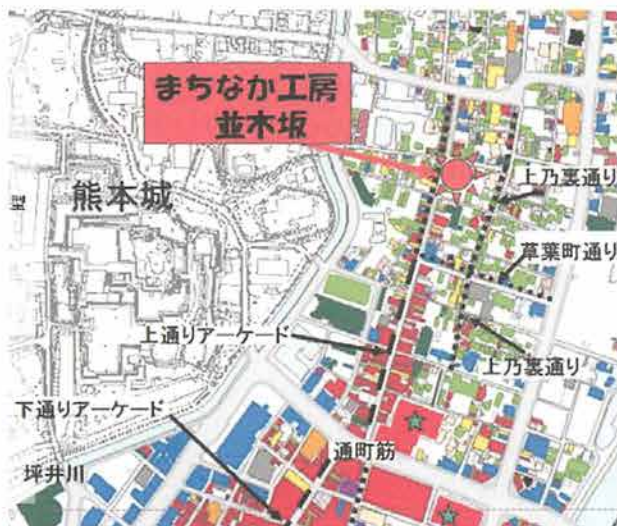 まちなか工房
並木坂
上乃裏通り
熊本城
草葉町通り
上通りアーケード
上乃裏通り
下通りアーケード
通町筋
坪井川